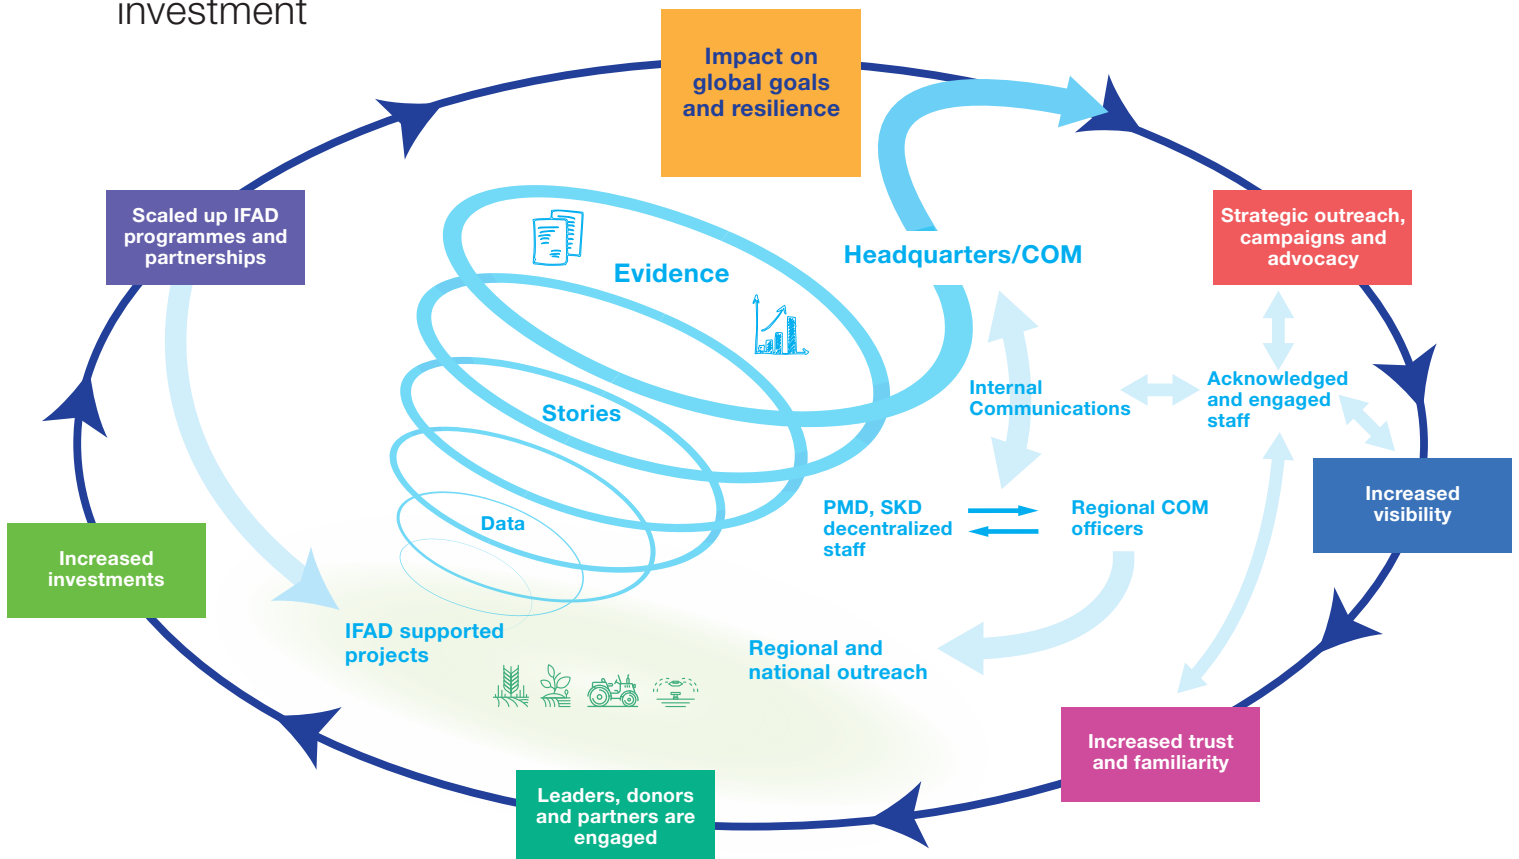 investment
Impact on
global goals
and resilience
Scaled up IFAD
programmes and
partnerships
Strategic outreach,
campaigns and
advocacy
Headquarters/COM
Evidence
Internal
Communications
Acknowledged
and engaged
staff
Stories
Increased
visibility
PMD, SKD
decentralized
staff
Regional COM
officers
Data
Increased
investments
IFAD supported
projects
Regional and
national outreach
Increased trust
and familiarity
Leaders, donors
and partners are
engaged